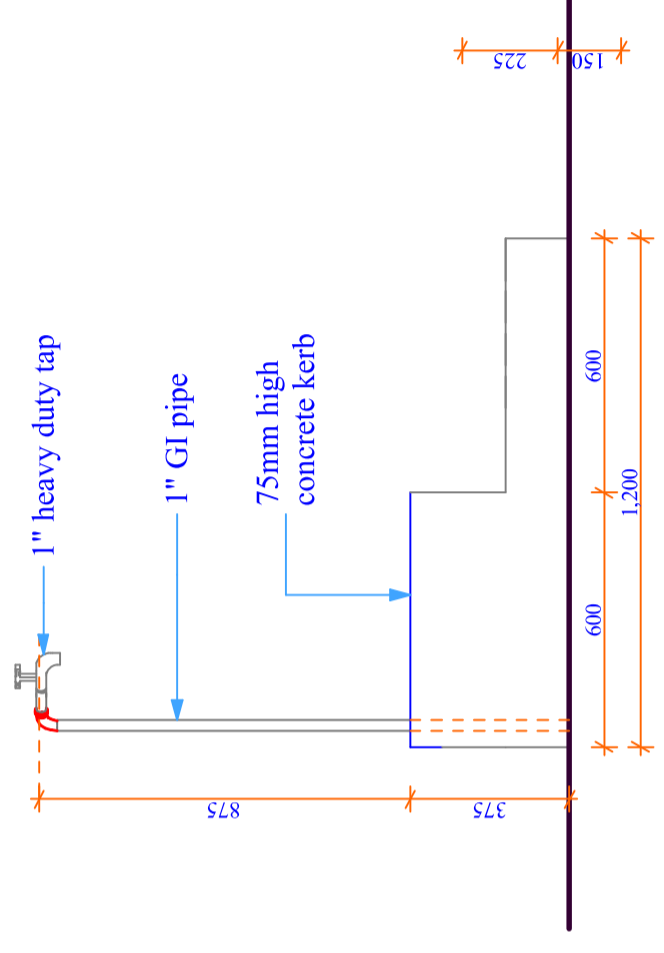 1" heavy duty tap
1" GI pipe
75mm high
concrete kerb
225
150
600
1,200
600
875
375